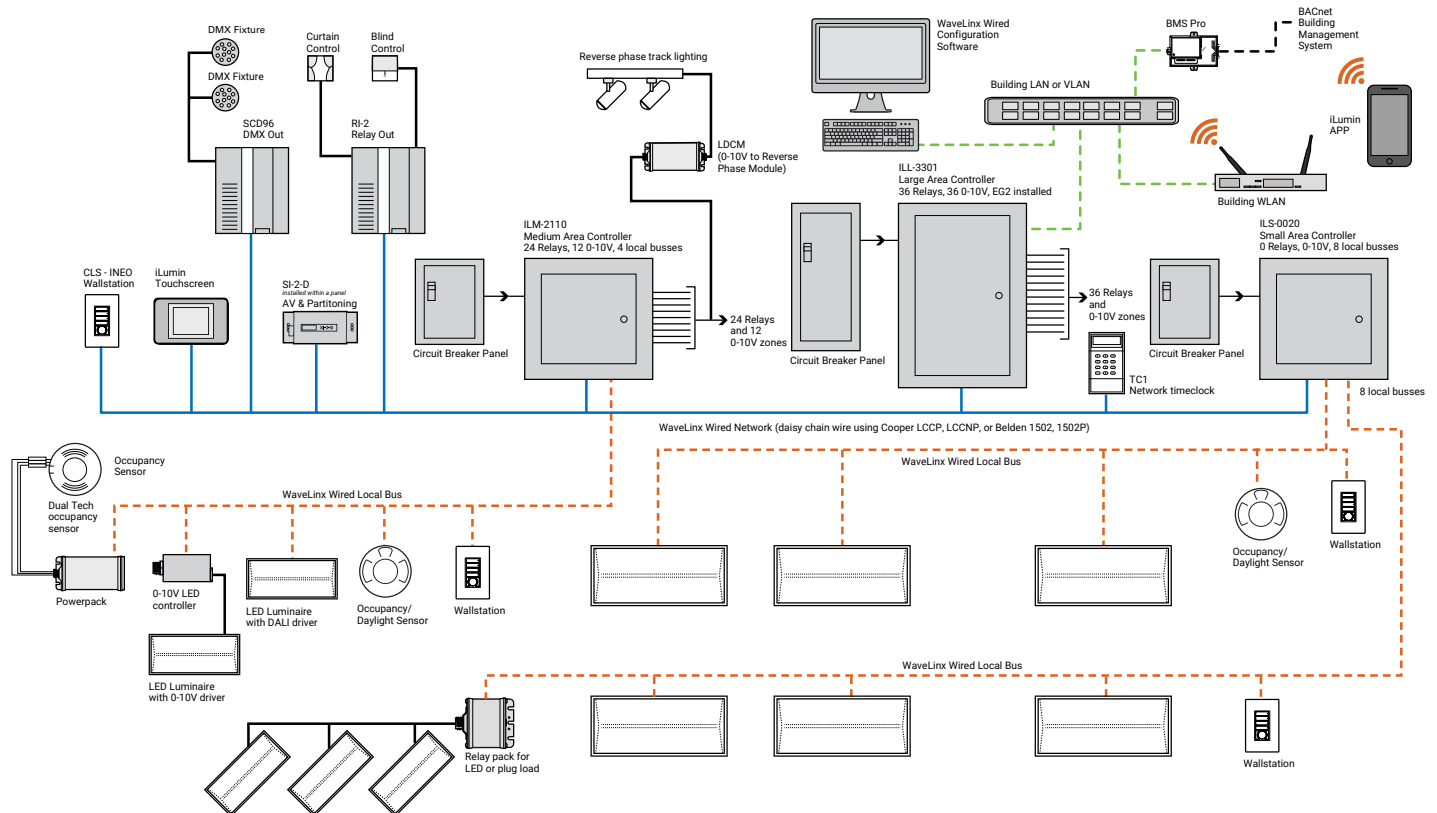 DMX Fixture
DMX Fixture
Curtain
Control
Blind
Control
SCD96
DMX Out
RI-2
Relay Out
Reverse phase track lighting
LDCM
(0-10V to Reverse
Phase Module)
WaveLinx Wired
Configuration
Software
Building LAN or VLAN
BMS Pro
BACnet
Building
Management
System
iLumin
APP
Building WLAN
CLS - INEO
Wallstation
iLumin
Touchscreen
SI-2-D
installed within a panel
AV & Partitoning
ILM-2110
Medium Area Controller
24 Relays, 12 0-10V, 4 local busses
Circuit Breaker Panel
24 Relays
and 12
0-10V zones
ILL-3301
Large Area Controller
36 Relays, 36 0-10V, EG2 installed
Circuit Breaker Panel
36 Relays
and
0-10V zones
TC1
Network timeclock
ILS-0020
Small Area Controller
0 Relays, 0-10V, 8 local busses
Circuit Breaker Panel
8 local busses
WaveLinx Wired Network (daisy chain wire using Cooper LCCP, LCCNP, or Belden 1502, 1502P)
Occupancy
Sensor
Dual Tech
occupancy
sensor
Powerpack
WaveLinx Wired Local Bus
0-10V LED
controller
LED Luminaire
with 0-10V driver
LED Luminaire
with DALI driver
Occupancy/
Daylight Sensor
Wallstation
WaveLinx Wired Local Bus
Occupancy/
Daylight Sensor
Wallstation
WaveLinx Wired Local Bus
Relay pack for
LED or plug load
Wallstation